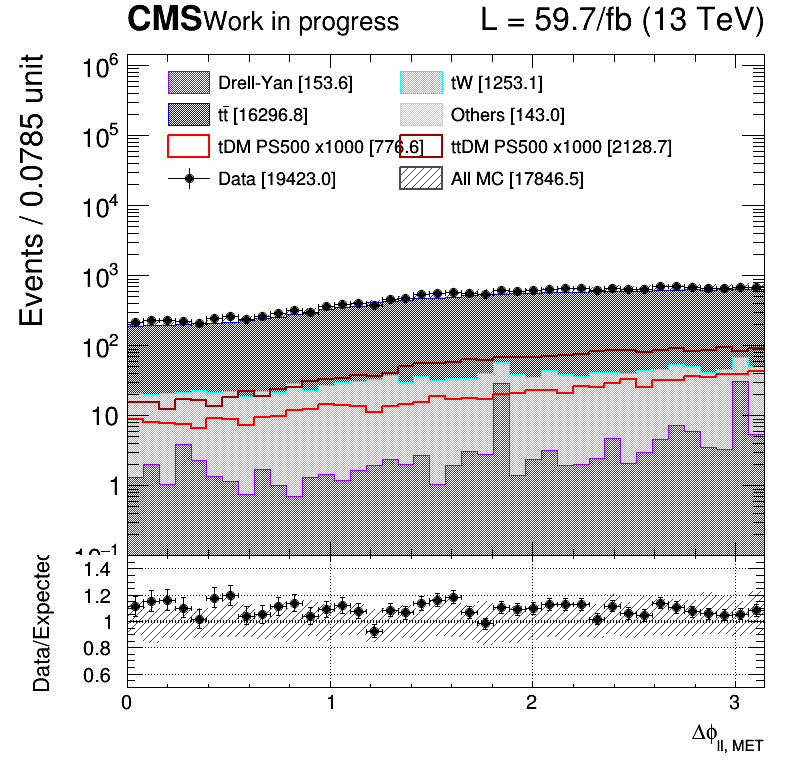 CMS Work in progress L = 59.7/fb (13 TeV)
Events / 0.0785 unit
Drell-Yan [153.6] tW [1253.1]
tt̄ [16296.8] Others [143.0]
tDM PS500 x1000 [776.6] ttDM PS500 x1000 [2128.7]
Data [19423.0] All MC [17846.5]
10⁶
10⁵
10⁴
10³
10²
10
1
10⁻¹
Data/Expected
1.4
1.2
1
0.8
0.6
0 1 2 3
Δϕ_ll, MET